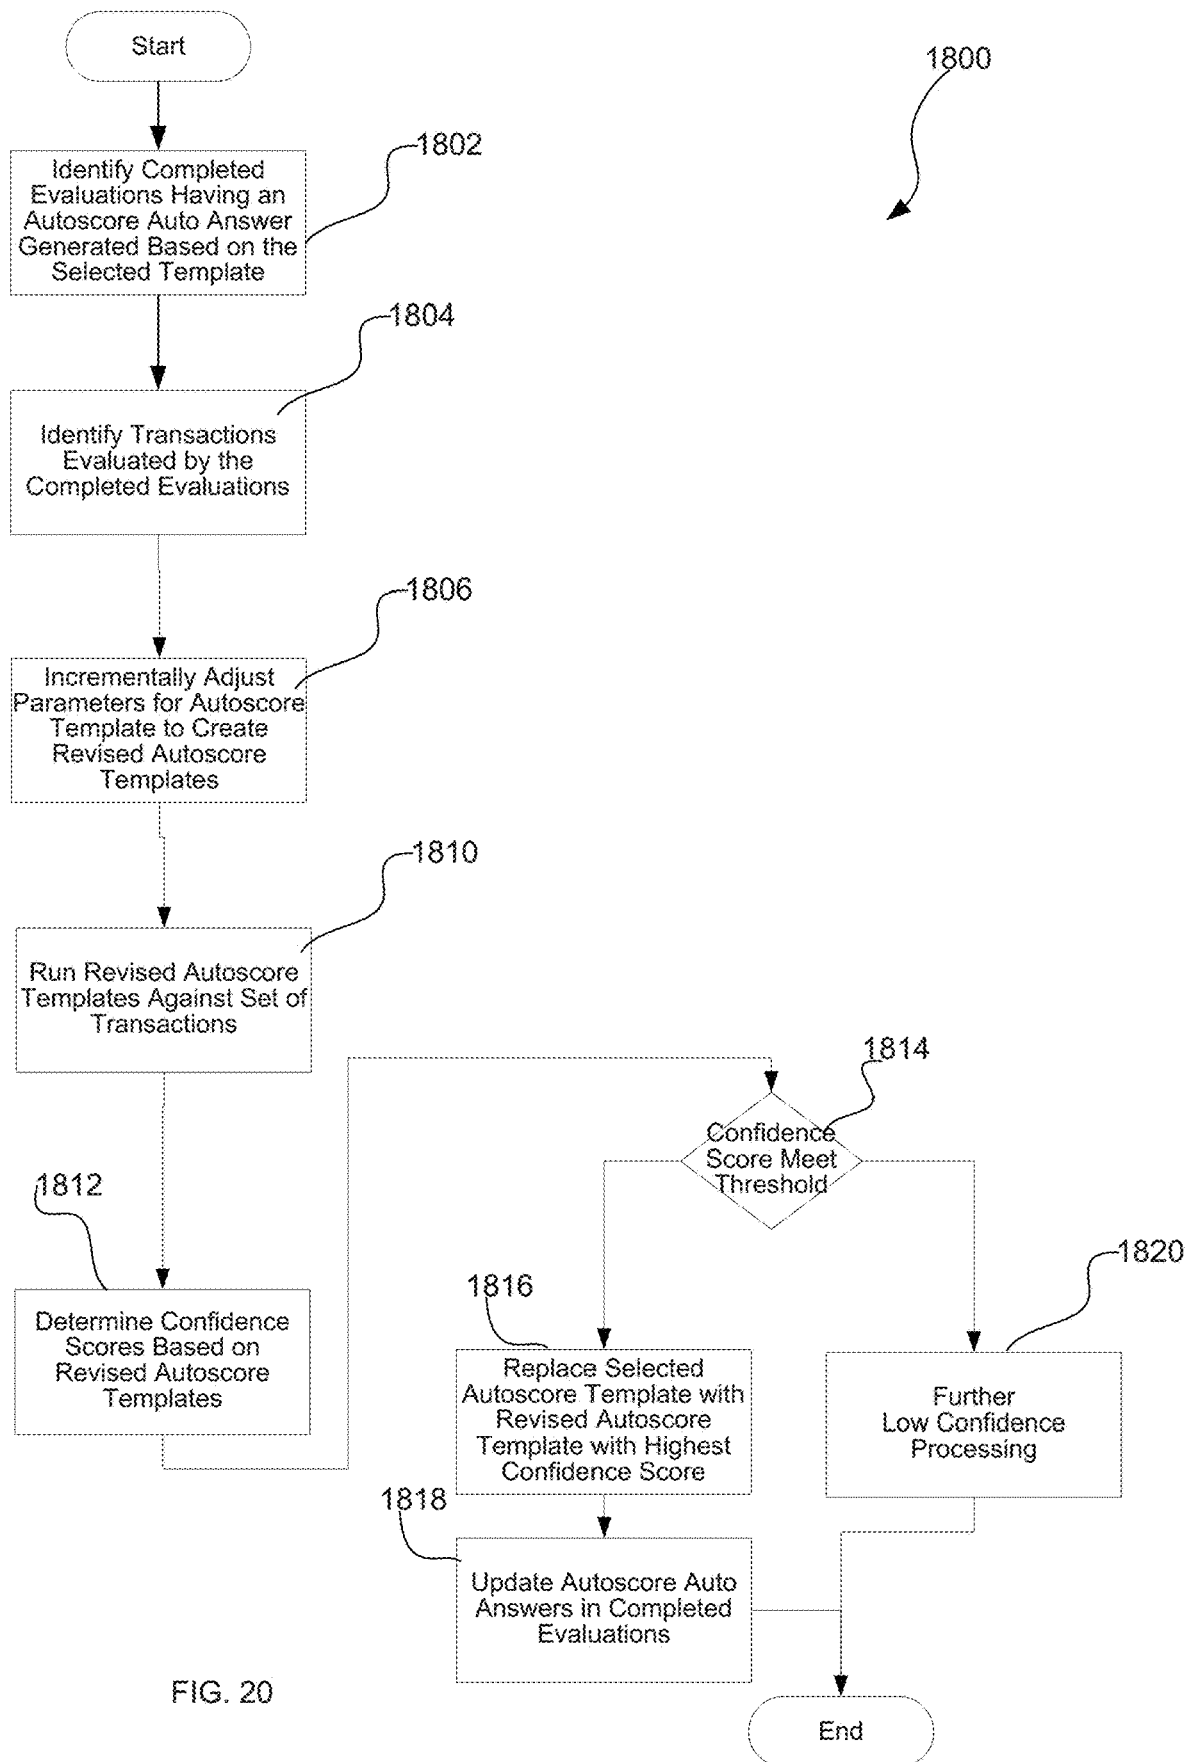 Start
1800
1802
Identify Completed
Evaluations Having an
Autoscore Auto Answer
Generated Based on the
Selected Template
1804
Identify Transactions
Evaluated by the
Completed Evaluations
1806
Incrementally Adjust
Parameters for Autoscore
Template to Create
Revised Autoscore
Templates
1810
Run Revised Autoscore
Templates Against Set of
Transactions
1812
Determine Confidence
Scores Based on
Revised Autoscore
Templates
1814
Confidence
Score Meet
Threshold
1816
Replace Selected
Autoscore Template with
Revised Autoscore
Template with Highest
Confidence Score
1820
Further
Low Confidence
Processing
1818
Update Autoscore Auto
Answers in Completed
Evaluations
End
FIG. 20